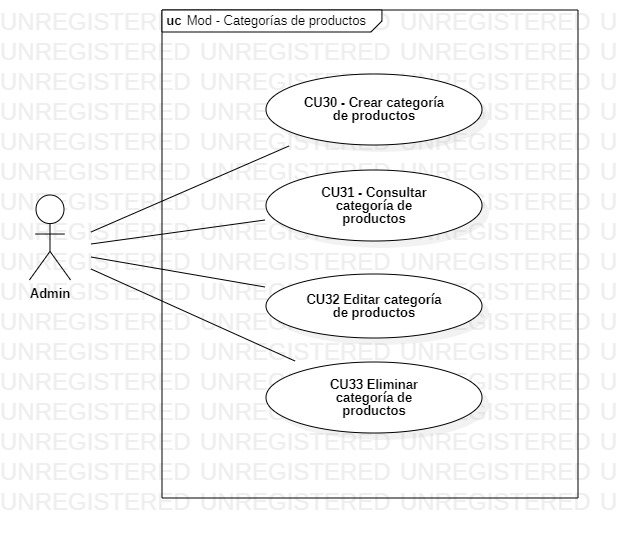 uc Mod - Categorías de productos
CU30 - Crear categoría
de productos
CU31 - Consultar
categoría de
productos
Admin
CU32 Editar categoría
de productos
CU33 Eliminar
categoría de
productos
UNREGISTERED